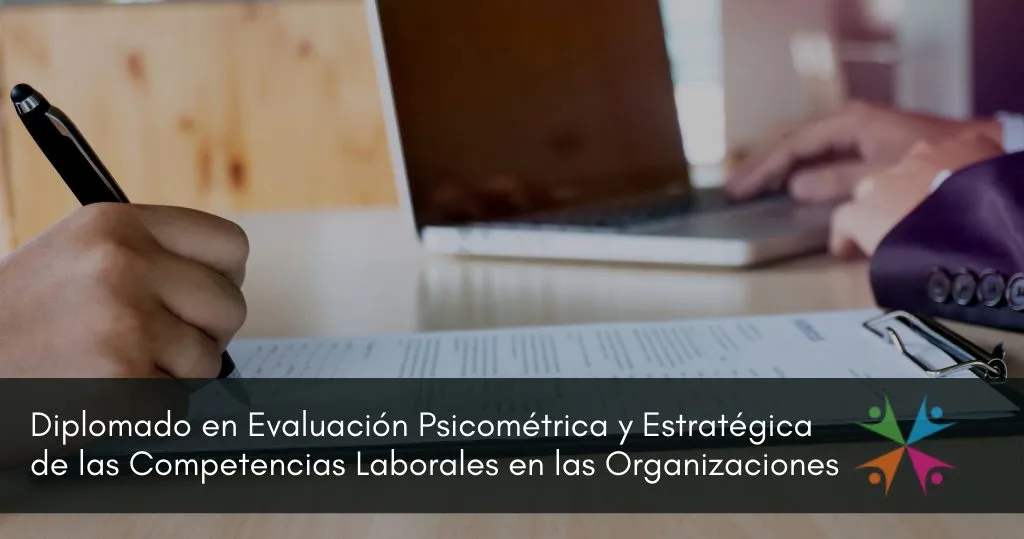 Diplomado en Evaluación Psicométrica y Estratégica
de las Competencias Laborales en las Organizaciones